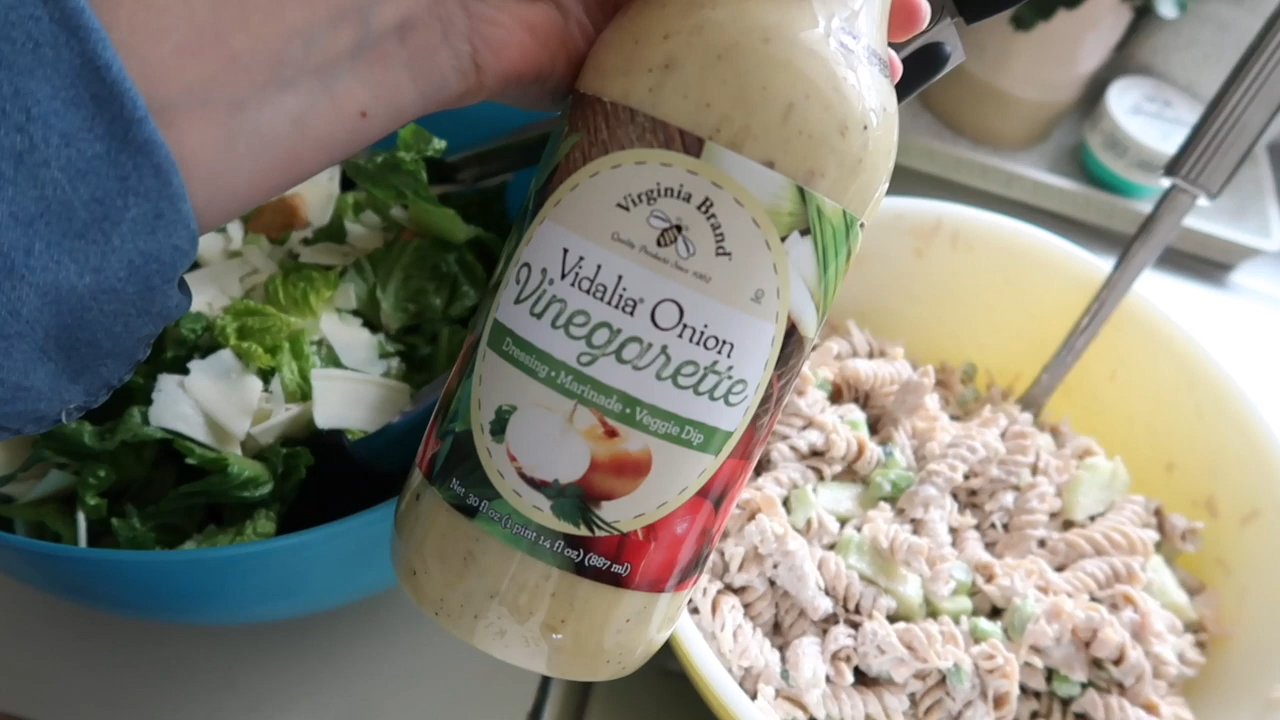 Virginia Brand
Quality Products Since 1962
Vidalia® Onion
Vinegarette
Dressing • Marinade • Veggie Dip
Net 30 fl oz (1 pint 14 fl oz) (887 ml)